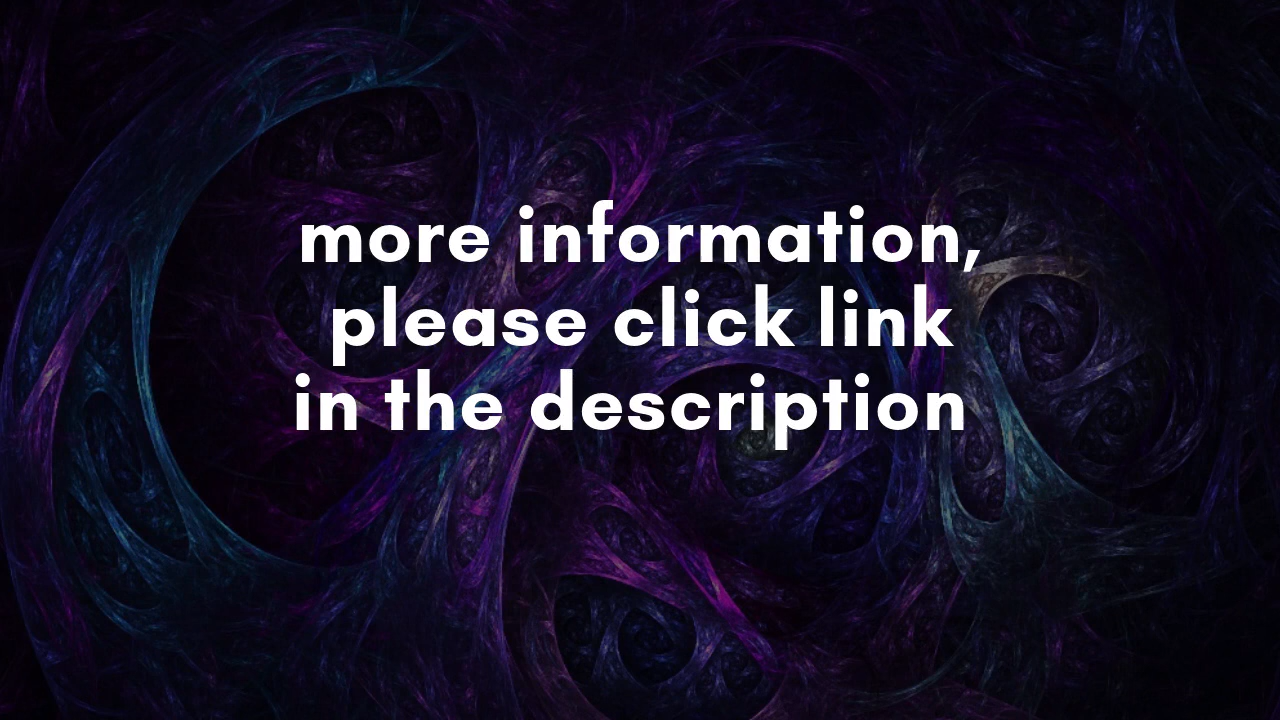 more information,
please click link
in the description